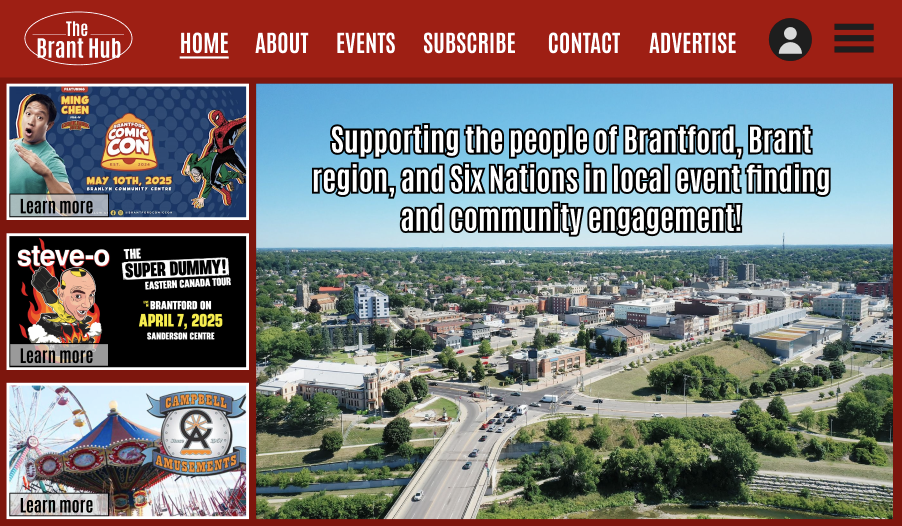 The
Brant Hub
HOME ABOUT EVENTS SUBSCRIBE CONTACT ADVERTISE
FEATURING
MING
CHEN
BRANTFORD
COMIC
CON
EST. 2024
MAY 10TH, 2025
BRANLYN COMMUNITY CENTRE
Learn more
steve-o
THE
SUPER DUMMY!
EASTERN CANADA TOUR
BRANTFORD ON
APRIL 7, 2025
SANDERSON CENTRE
Learn more
CAMPBELL
AMUSEMENTS
Learn more
Supporting the people of Brantford, Brant
region, and Six Nations in local event finding
and community engagement!